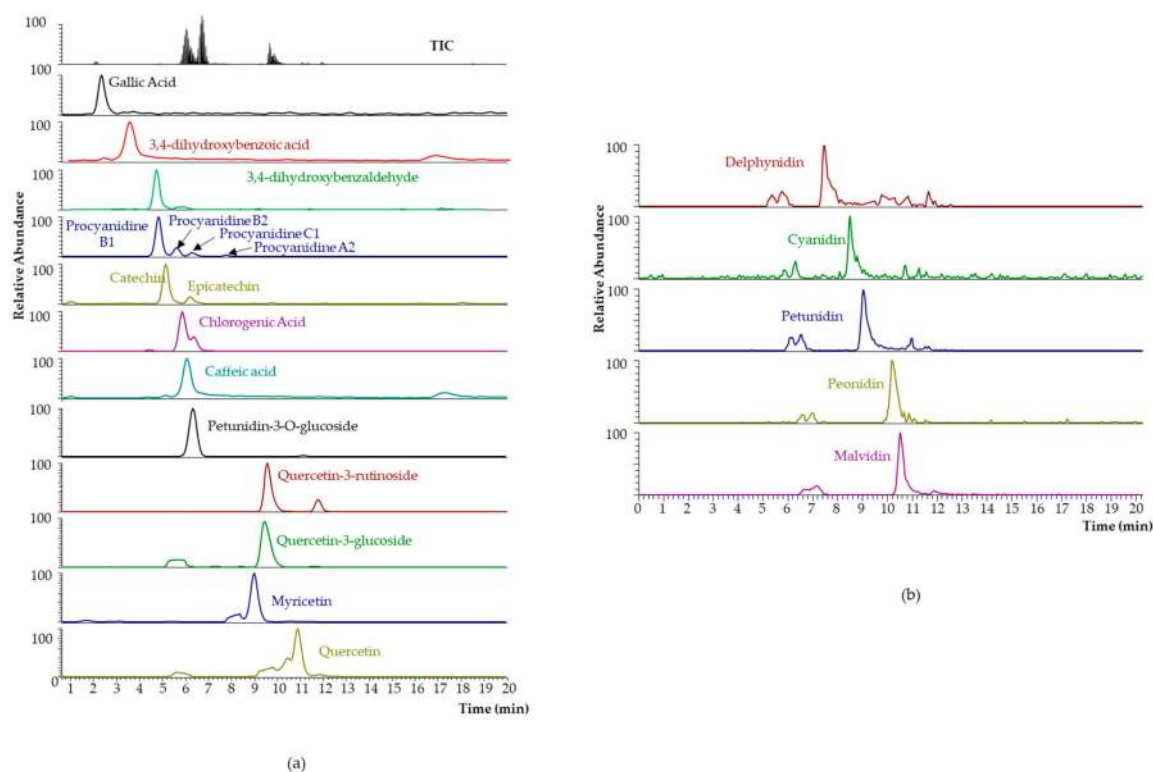 100
TIC
100
Gallic Acid
100
3,4-dihydroxybenzoic acid
100
3,4-dihydroxybenzaldehyde
100
Procyanidine
B1
Procyanidine B2
Procyanidine C1
Procyanidine A2
100
Catechin
Epicatechin
100
Chlorogenic Acid
100
Caffeic acid
100
Petunidin-3-O-glucoside
100
Quercetin-3-rutinoside
100
Quercetin-3-glucoside
100
Myricetin
100
Quercetin
0
1 2 3 4 5 6 7 8 9 10 11 12 13 14 15 16 17 18 19 20
Time (min)
Relative Abundance
(a)
100
Delphynidin
100
Cyanidin
100
Petunidin
100
Peonidin
100
Malvidin
0 1 2 3 4 5 6 7 8 9 10 11 12 13 14 15 16 17 18 19 20
Time (min)
Relative Abundance
(b)